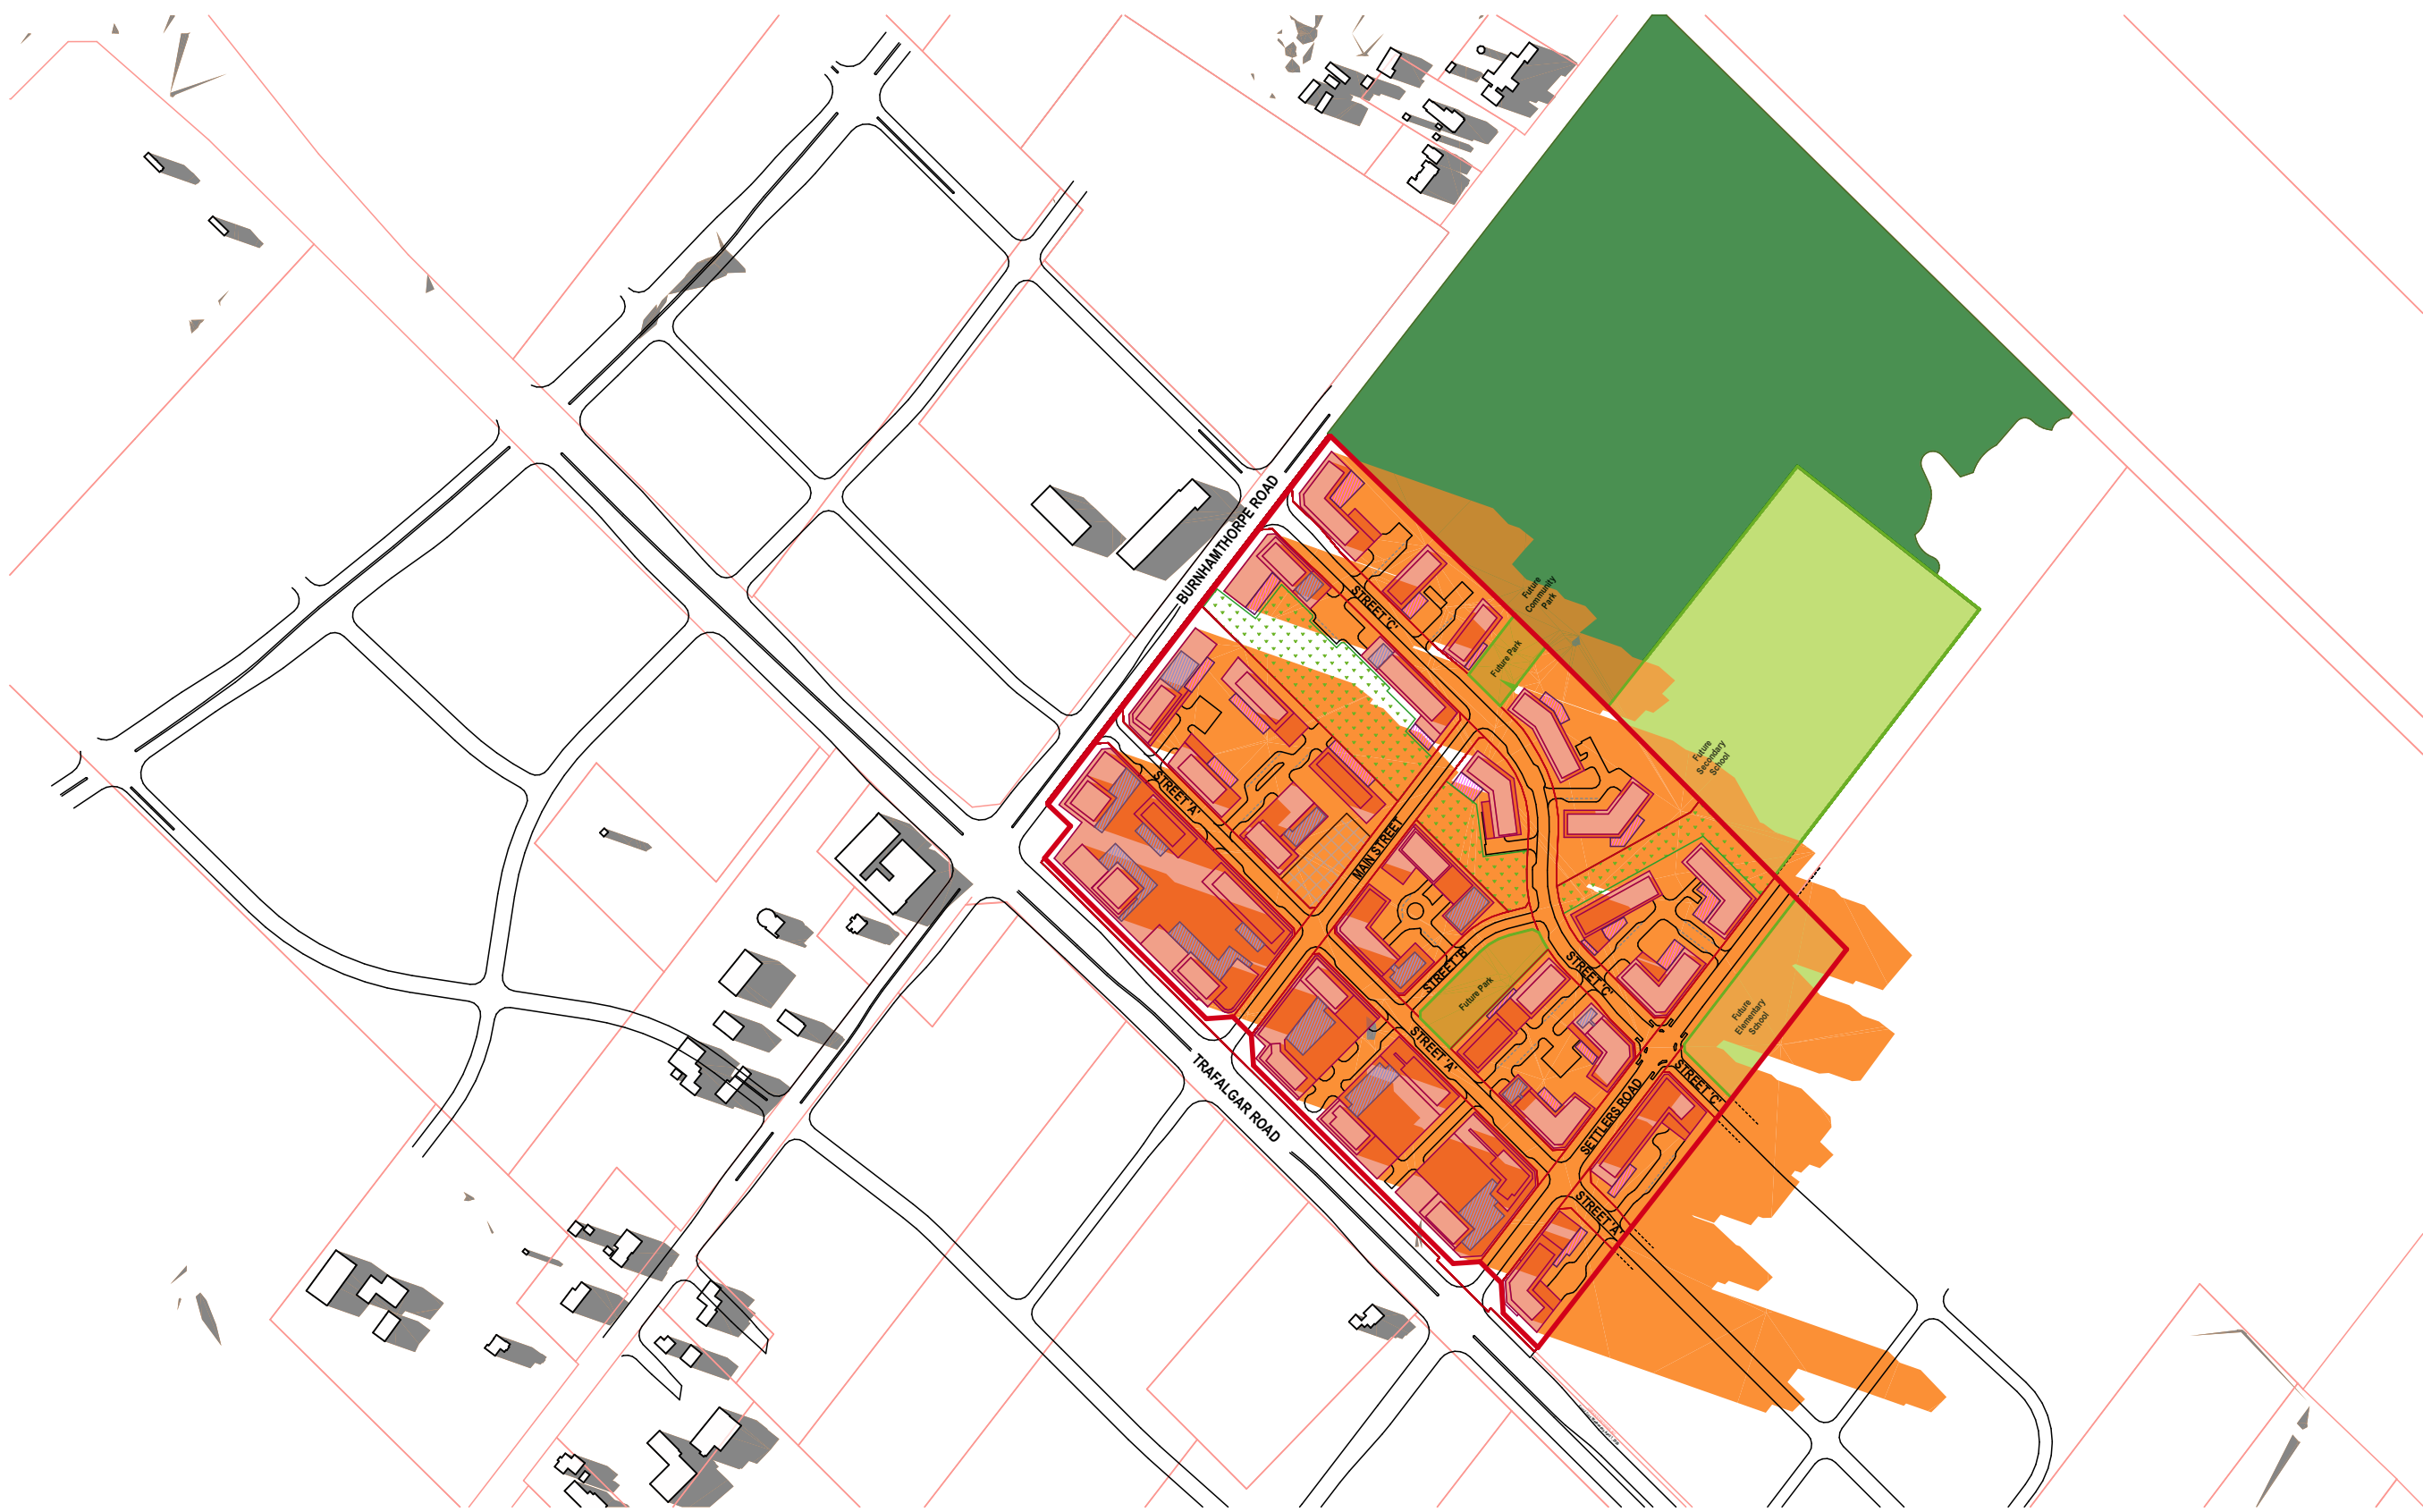 BURNHAMTHORPE ROAD
STREET 'C'
Future
Community
Park
Future Park
STREET 'A'
MAIN STREET
Future
Secondary
School
STREET 'B'
Future Park
STREET 'C'
Future
Elementary
School
STREET 'A'
TRAFALGAR ROAD
SETTLERS ROAD
STREET 'C'
STREET 'A'